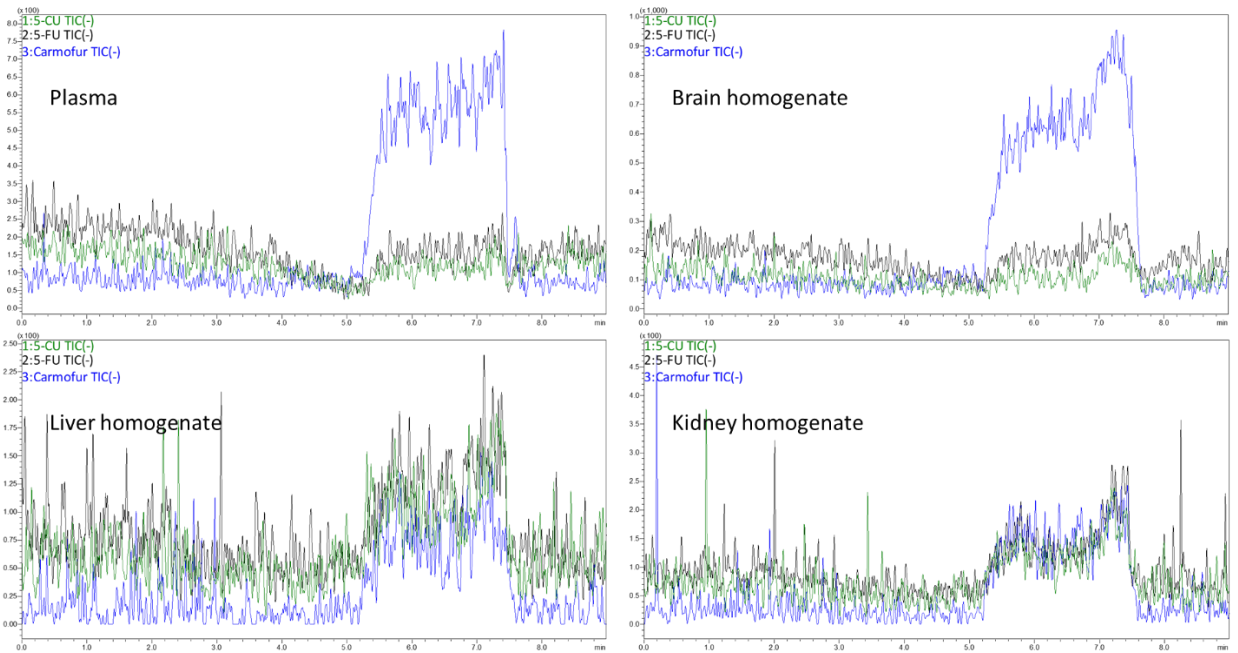 (x100)
1:5-CU TIC(-)
2:5-FU TIC(-)
3:Carmofur TIC(-)
Plasma
8.0
7.5
7.0
6.5
6.0
5.5
5.0
4.5
4.0
3.5
3.0
2.5
2.0
1.5
1.0
0.5
0.0
0.0 1.0 2.0 3.0 4.0 5.0 6.0 7.0 8.0 min
(x1,000)
1:5-CU TIC(-)
2:5-FU TIC(-)
3:Carmofur TIC(-)
Brain homogenate
1.0
0.9
0.8
0.7
0.6
0.5
0.4
0.3
0.2
0.1
0.0
0.0 1.0 2.0 3.0 4.0 5.0 6.0 7.0 8.0 min
(x100)
1:5-CU TIC(-)
2:5-FU TIC(-)
3:Carmofur TIC(-)
Liver homogenate
2.50
2.25
2.00
1.75
1.50
1.25
1.00
0.75
0.50
0.25
0.00
0.0 1.0 2.0 3.0 4.0 5.0 6.0 7.0 8.0 min
(x100)
1:5-CU TIC(-)
2:5-FU TIC(-)
3:Carmofur TIC(-)
Kidney homogenate
4.5
4.0
3.5
3.0
2.5
2.0
1.5
1.0
0.5
0.0
0.0 1.0 2.0 3.0 4.0 5.0 6.0 7.0 8.0 min